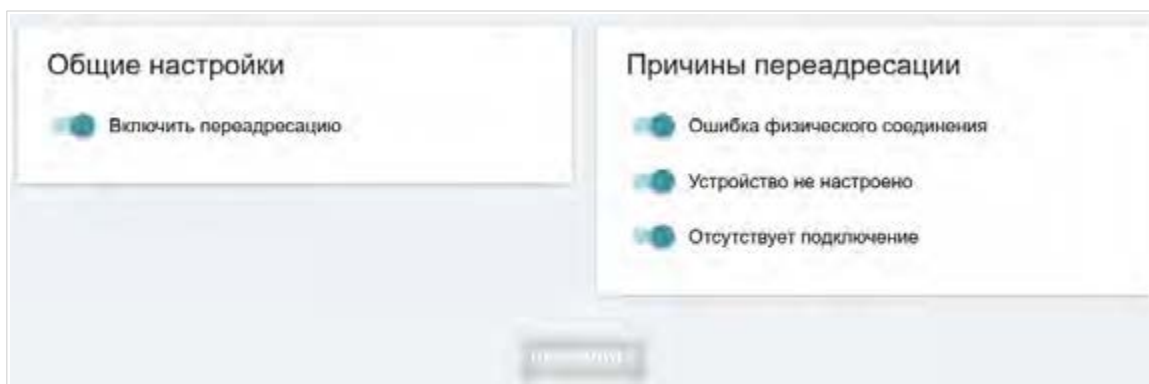 Общие настройки
Включить переадресацию
Причины переадресации
Ошибка физического соединения
Устройство не настроено
Отсутствует подключение